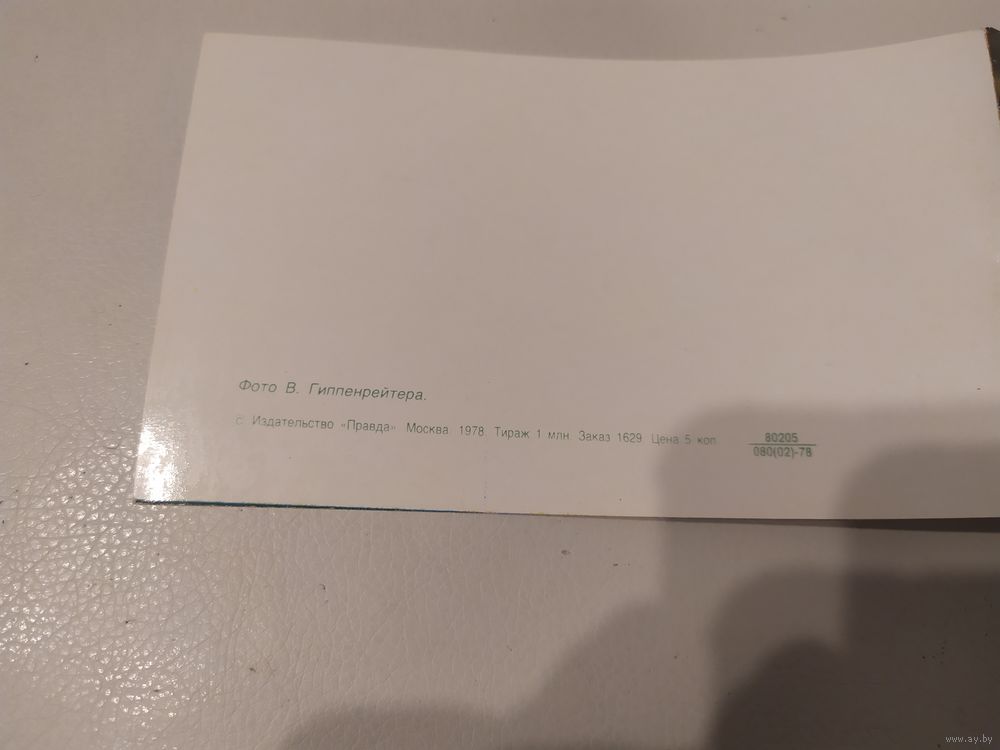 Фото В. Гиппенрейтера.
© Издательство «Правда» Москва. 1978. Тираж 1 млн. Заказ 1629. Цена 5 коп.
80205
080(02)-78
www.ay.by